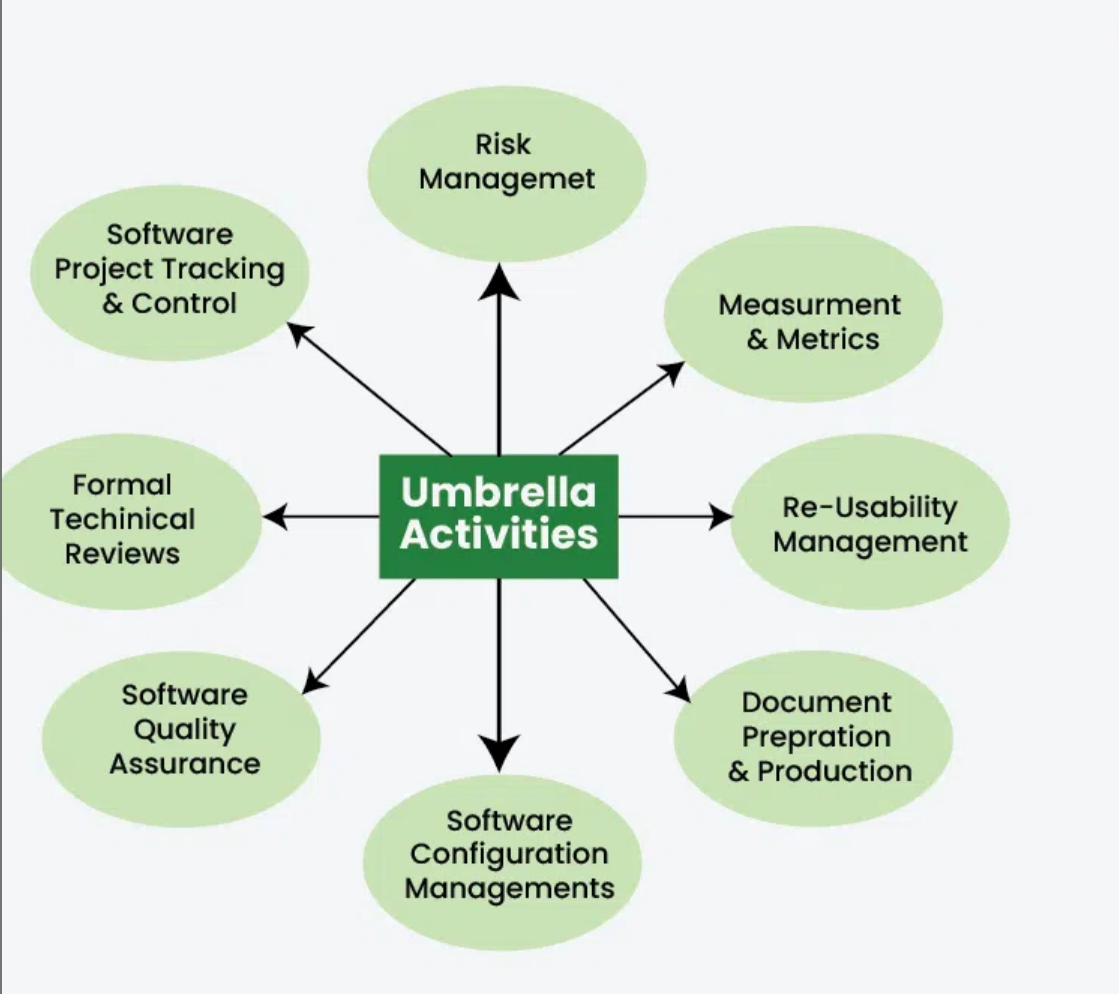 Risk
Managemet
Software
Project Tracking
& Control
Measurment
& Metrics
Formal
Techinical
Reviews
Umbrella
Activities
Re-Usability
Management
Software
Quality
Assurance
Document
Prepration
& Production
Software
Configuration
Managements